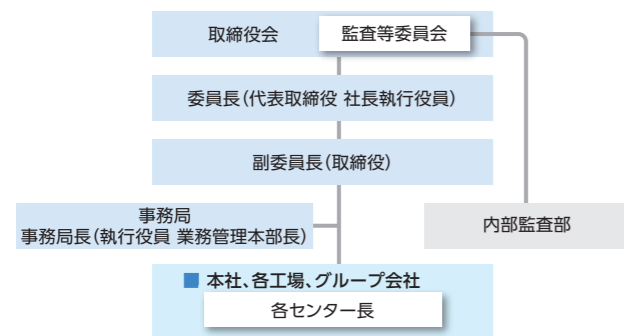 取締役会
監査等委員会
委員長(代表取締役 社長執行役員)
副委員長(取締役)
事務局
事務局長(執行役員 業務管理本部長)
内部監査部
■ 本社、各工場、グループ会社
各センター長